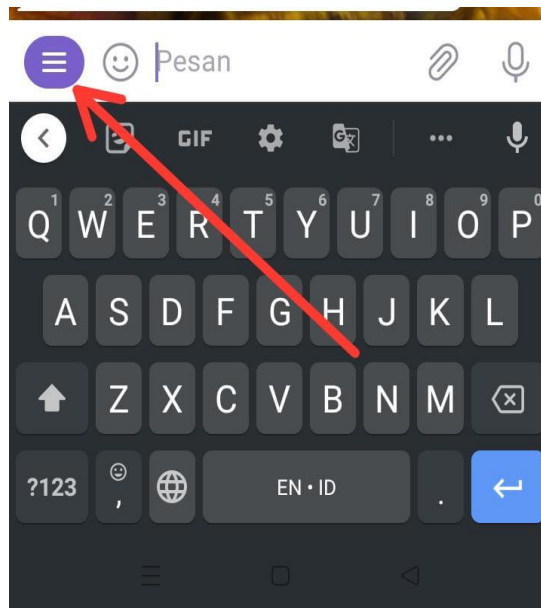 Pesan
GIF
1 2 3 4 5 6 7 8 9 0
Q W E R T Y U I O P
A S D F G H J K L
Z X C V B N M
?123 , EN • ID .